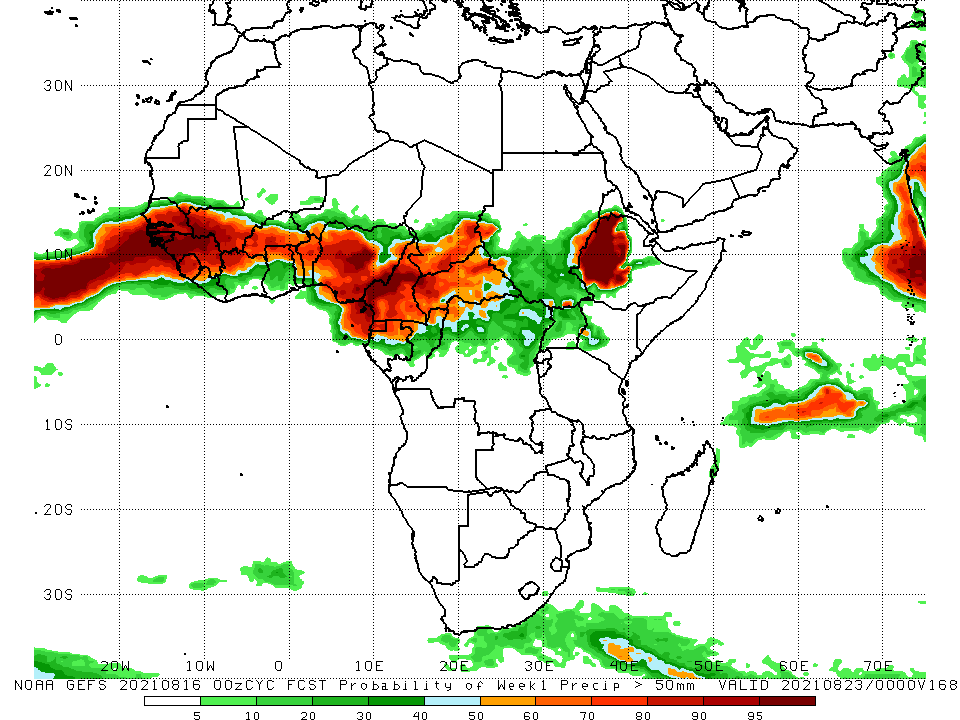 30N
20N
10N
0
10S
20S
30S
20W 10W 0 10E 20E 30E 40E 50E 60E 70E
NOAA GEFS 20210816 00zCYC FCST Probability of Week1 Precip > 50mm VALID 20210823/0000V168
5 10 20 30 40 50 60 70 80 90 95